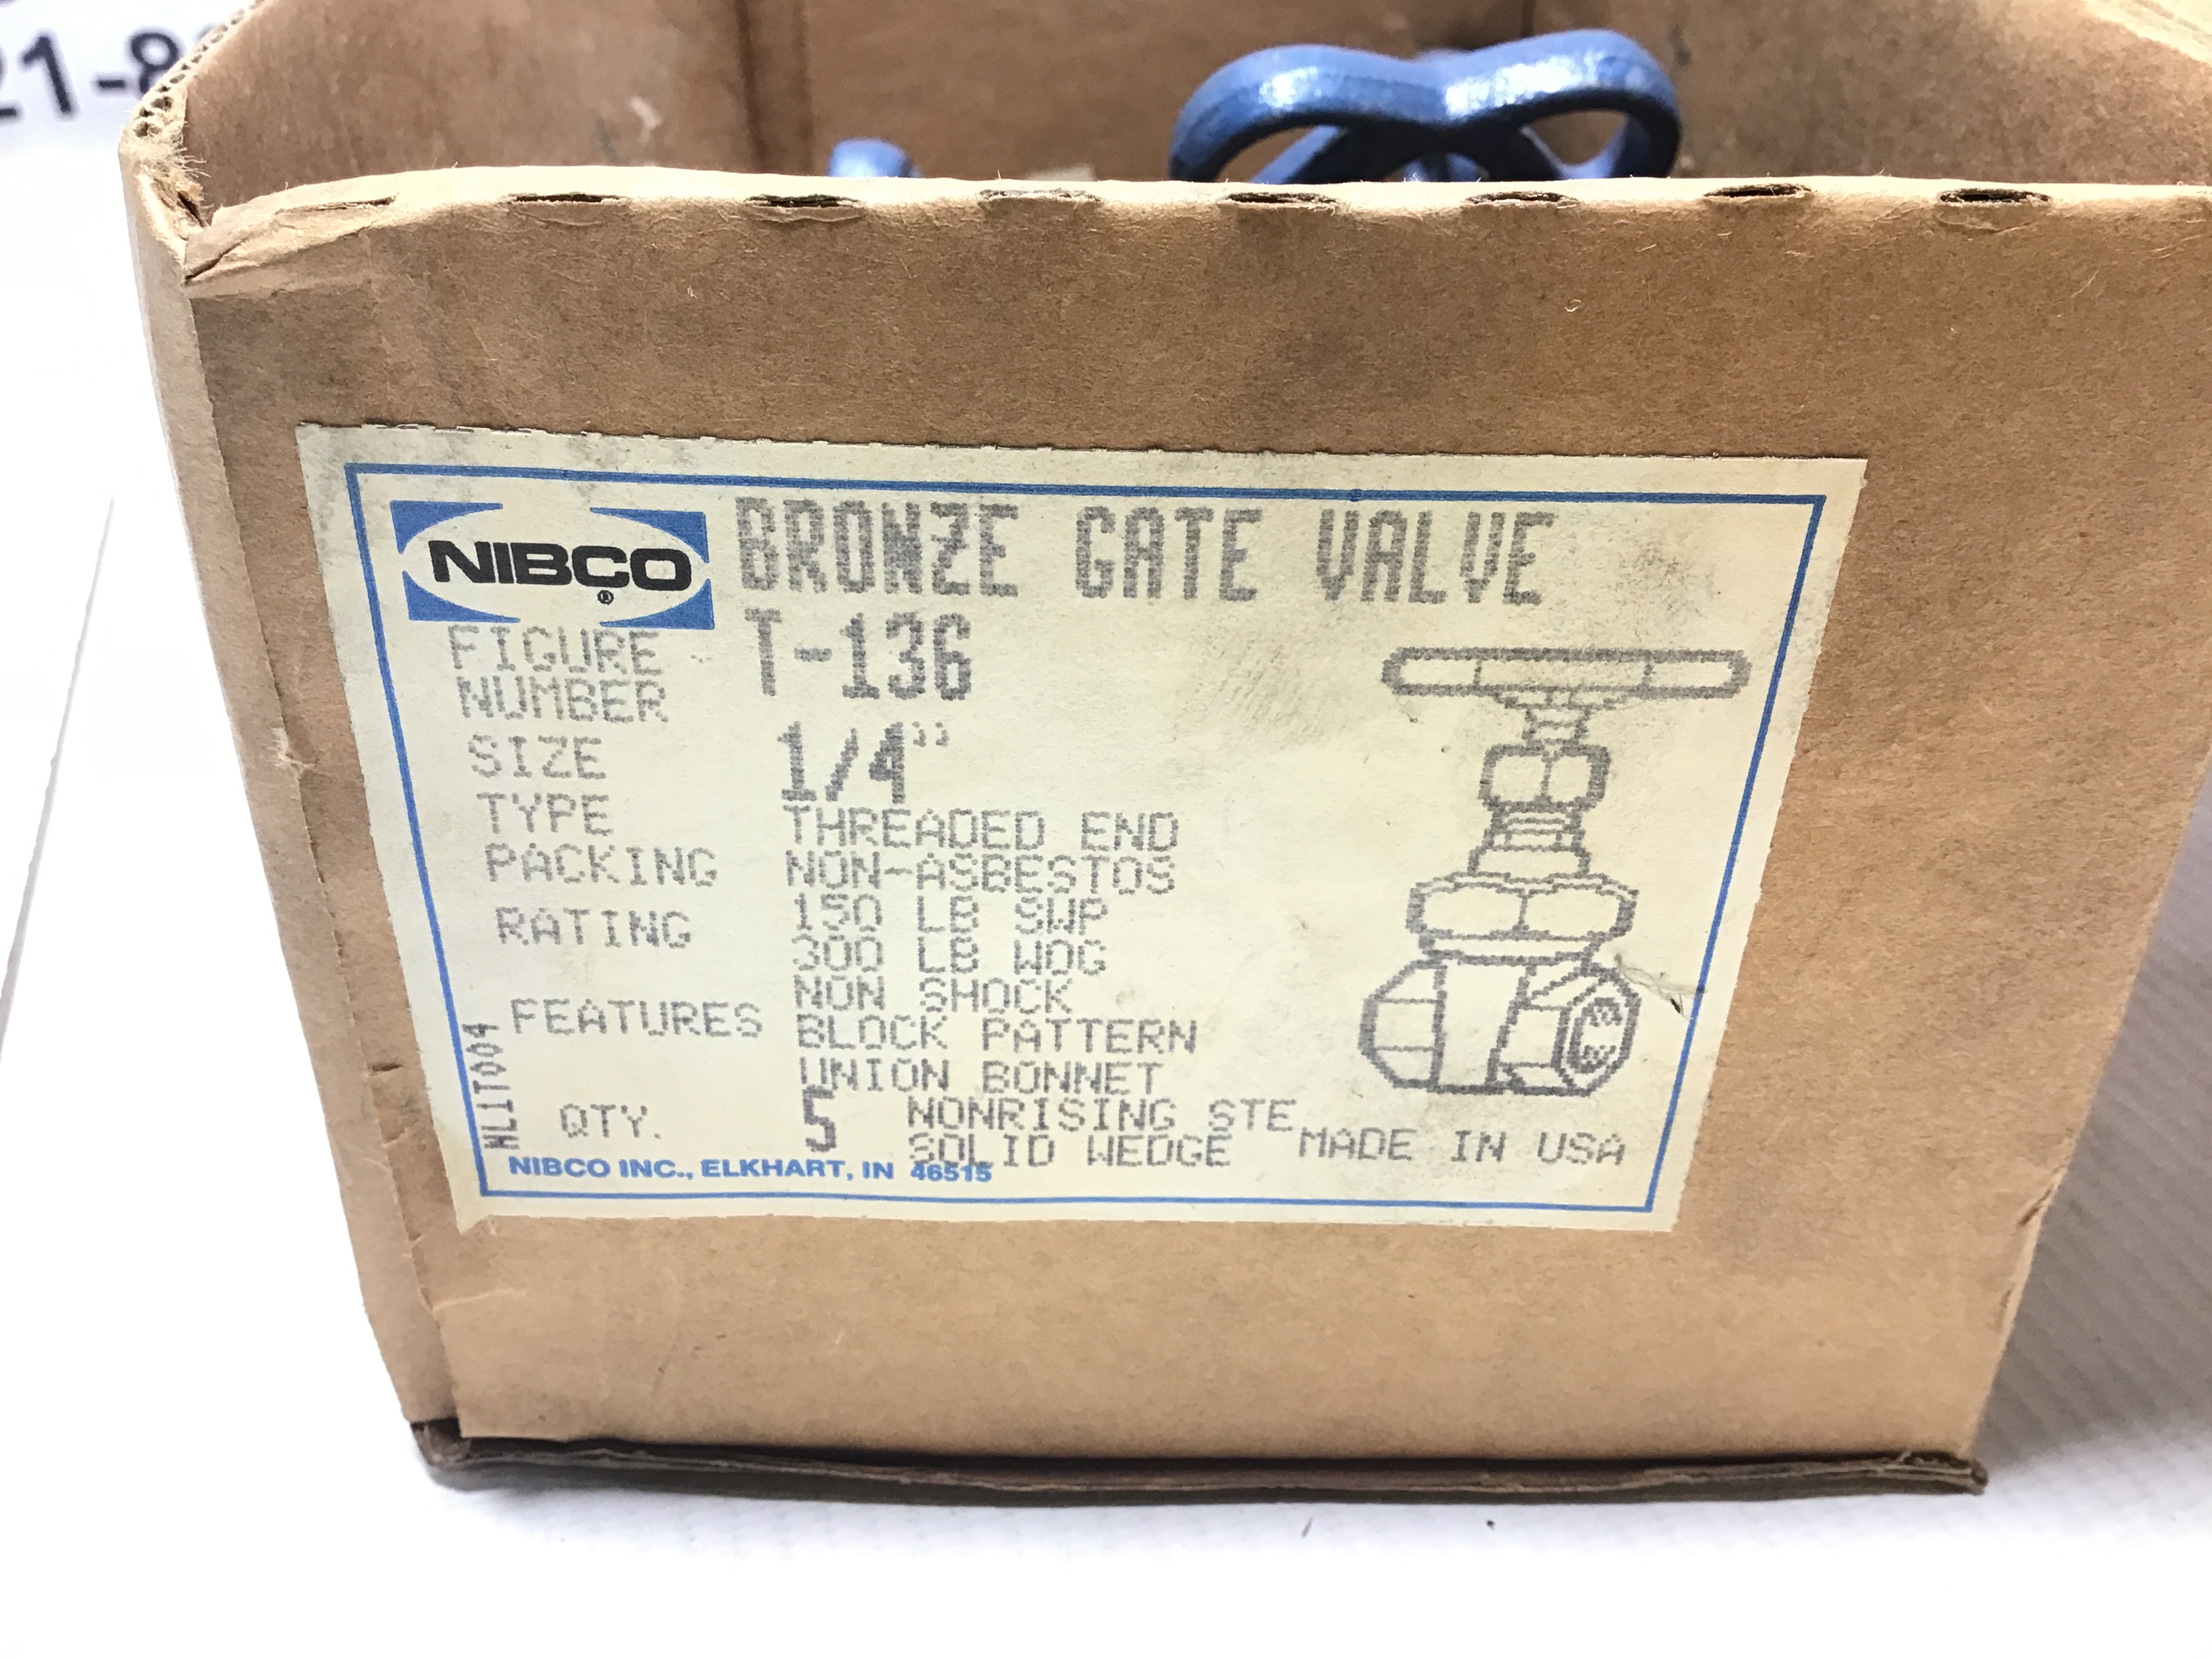 21-8
NIBCO®
BRONZE GATE VALVE
FIGURE NUMBER T-136
SIZE 1/4"
TYPE THREADED END
PACKING NON-ASBESTOS
RATING 150 LB SWP
300 LB WOG
NON SHOCK
FEATURES BLOCK PATTERN
UNION BONNET
QTY. 5 NONRISING STE
SOLID WEDGE MADE IN USA
NIBCO INC., ELKHART, IN 46515